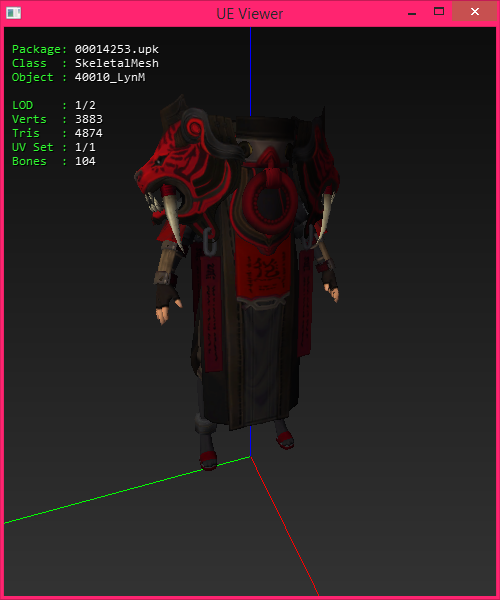 UE Viewer
Package: 00014253.upk
Class : SkeletalMesh
Object : 40010_LynM
LOD : 1/2
Verts : 3883
Tris : 4874
UV Set : 1/1
Bones : 104